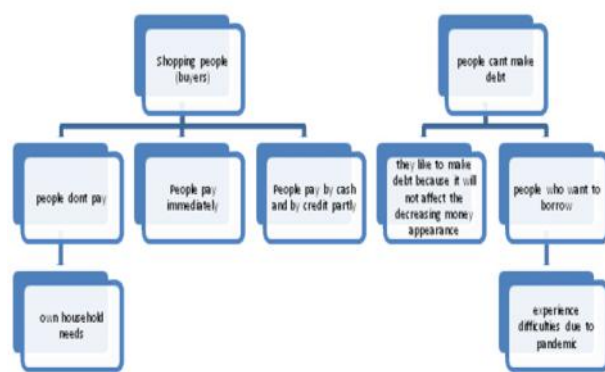 Shopping people
(buyers)
people cant make
debt
people dont pay
People pay
immediately
People pay by cash
and by credit partly
they like to make
debt because it will
not affect the
decreasing money
appearance
people who want to
borrow
own household
needs
experience
difficulties due to
pandemic